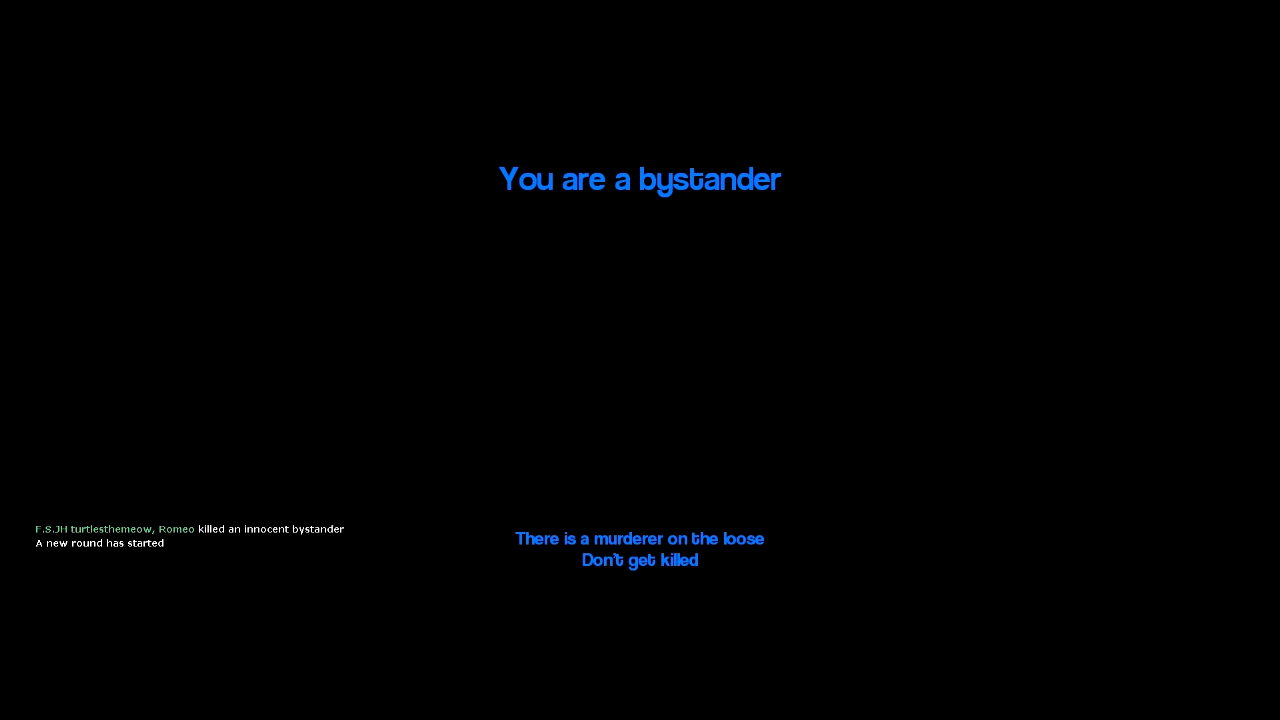 You are a bystander
F.S.JH turtlesthemeow, Romeo killed an innocent bystander
A new round has started
There is a murderer on the loose
Don't get killed